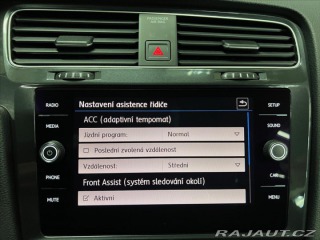 RADIO
MEDIA
PHONE
MUTE
Nastavení asistence řidiče
ACC (adaptivní tempomat)
Jízdní program: Normal
Poslední zvolená vzdálenost
Vzdálenost: Střední
Front Assist (systém sledování okolí)
Aktivní
SETUP
SOUND
CAR
MENU
RAJAUT.CZ